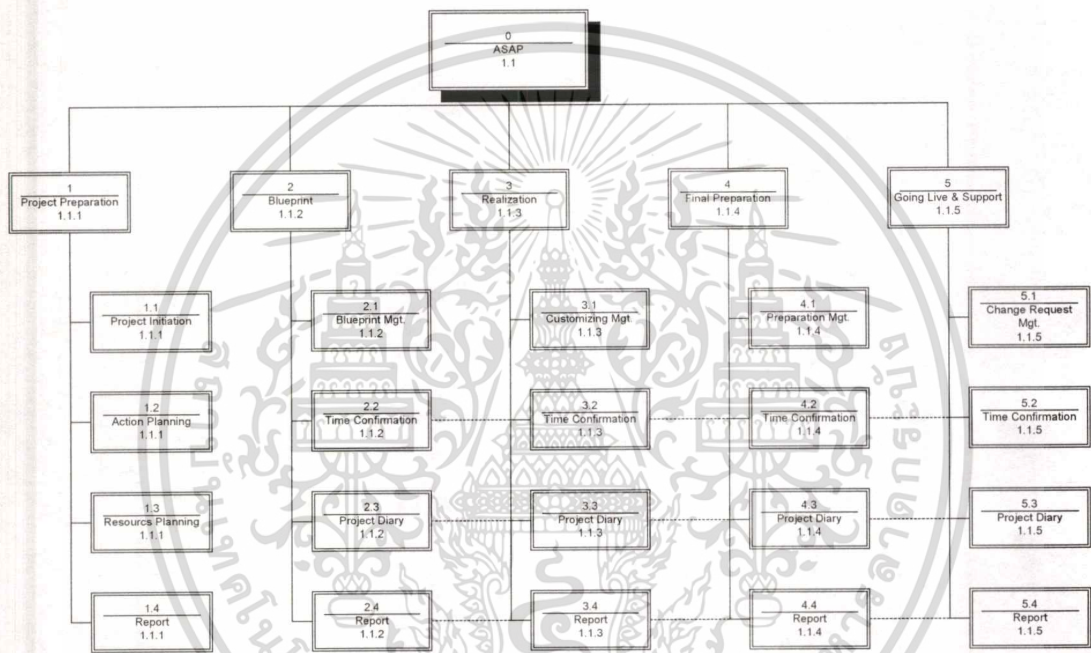 0
ASAP
1.1
1
Project Preparation
1.1.1
2
Blueprint
1.1.2
3
Realization
1.1.3
4
Final Preparation
1.1.4
5
Going Live & Support
1.1.5
1.1
Project Initiation
1.1.1
2.1
Blueprint Mgt.
1.1.2
3.1
Customizing Mgt.
1.1.3
4.1
Preparation Mgt.
1.1.4
5.1
Change Request
Mgt.
1.1.5
1.2
Action Planning
1.1.1
2.2
Time Confirmation
1.1.2
3.2
Time Confirmation
1.1.3
4.2
Time Confirmation
1.1.4
5.2
Time Confirmation
1.1.5
1.3
Resourcs Planning
1.1.1
2.3
Project Diary
1.1.2
3.3
Project Diary
1.1.3
4.3
Project Diary
1.1.4
5.3
Project Diary
1.1.5
1.4
Report
1.1.1
2.4
Report
1.1.2
3.4
Report
1.1.3
4.4
Report
1.1.4
5.4
Report
1.1.5